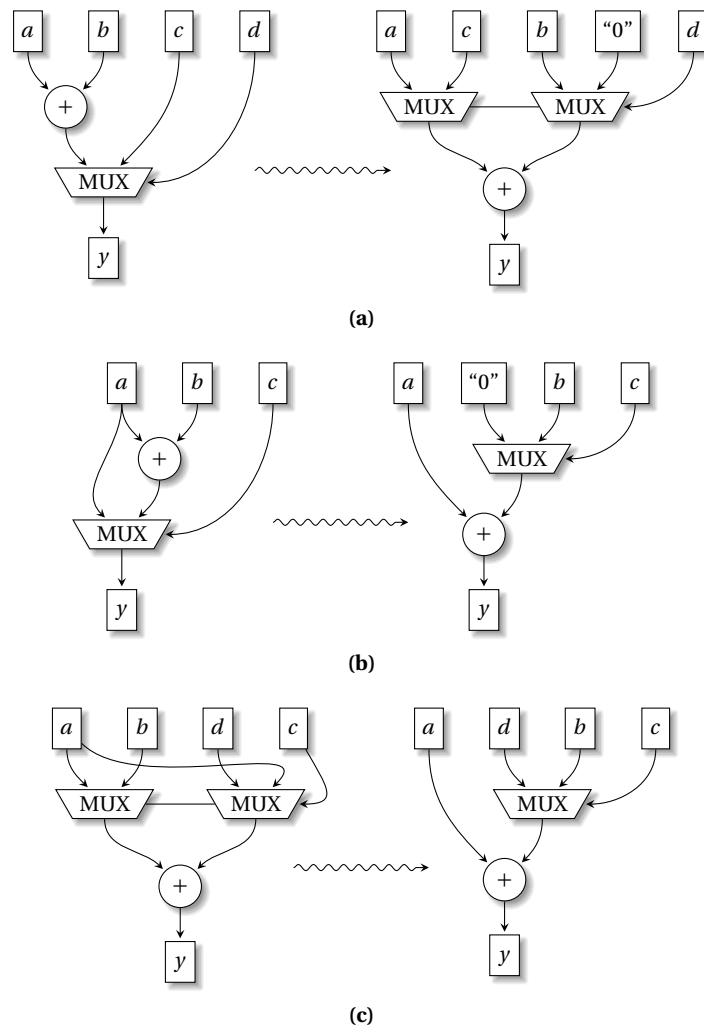 a b c d a c b “0” d
+ MUX MUX
MUX +
y y
(a)
a b c a “0” b c
+ MUX
MUX +
y y
(b)
a b d c a d b c
MUX MUX MUX
+ +
y y
(c)